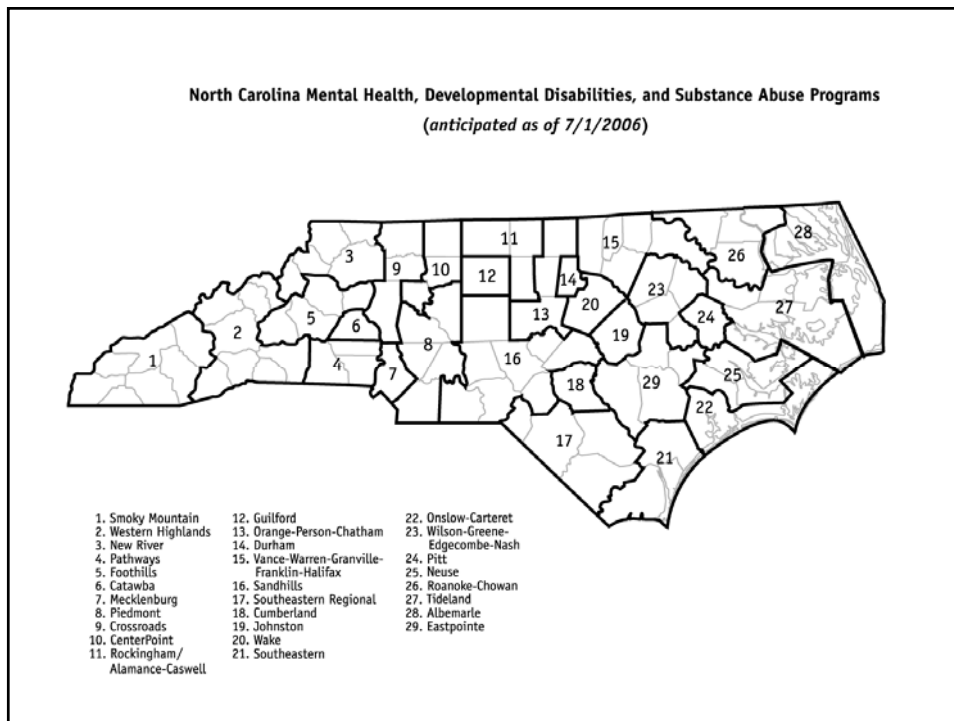 North Carolina Mental Health, Developmental Disabilities, and Substance Abuse Programs
(anticipated as of 7/1/2006)
28
11
15
3
26
9
10
12
14
23
27
20
5
13
24
2
6
19
8
16
1
4
7
25
18
29
22
17
21
1. Smoky Mountain
2. Western Highlands
3. New River
4. Pathways
5. Foothills
6. Catawba
7. Mecklenburg
8. Piedmont
9. Crossroads
10. CenterPoint
11. Rockingham/
Alamance-Caswell
12. Guilford
13. Orange-Person-Chatham
14. Durham
15. Vance-Warren-Granville-
Franklin-Halifax
16. Sandhills
17. Southeastern Regional
18. Cumberland
19. Johnston
20. Wake
21. Southeastern
22. Onslow-Carteret
23. Wilson-Greene-
Edgecombe-Nash
24. Pitt
25. Neuse
26. Roanoke-Chowan
27. Tideland
28. Albemarle
29. Eastpointe